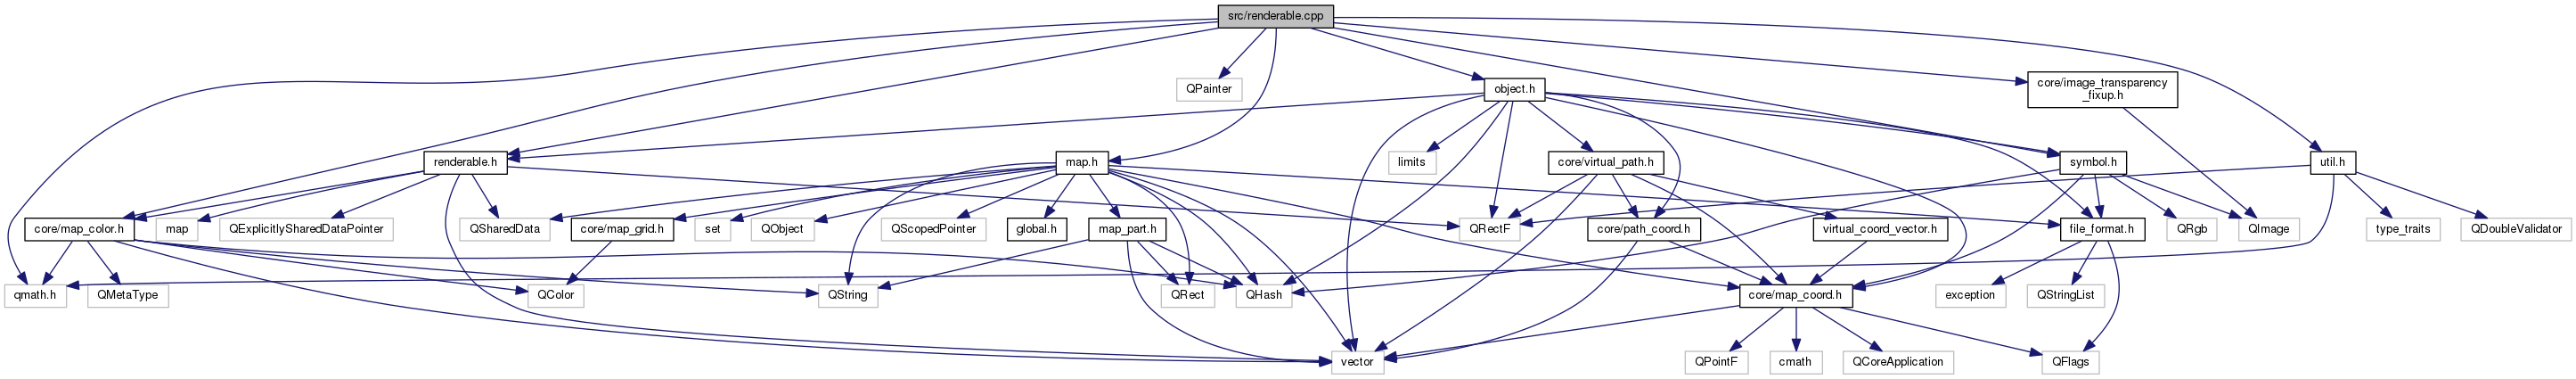 src/renderable.cpp
QPainter
object.h
core/image_transparency
_fixup.h
renderable.h
map.h
limits
core/virtual_path.h
symbol.h
util.h
core/map_color.h
map
QExplicitlySharedDataPointer
QSharedData
core/map_grid.h
set
QObject
QScopedPointer
global.h
map_part.h
QRectF
core/path_coord.h
virtual_coord_vector.h
file_format.h
QRgb
QImage
type_traits
QDoubleValidator
qmath.h
QMetaType
QColor
QString
QRect
QHash
core/map_coord.h
exception
QStringList
vector
QPointF
cmath
QCoreApplication
QFlags